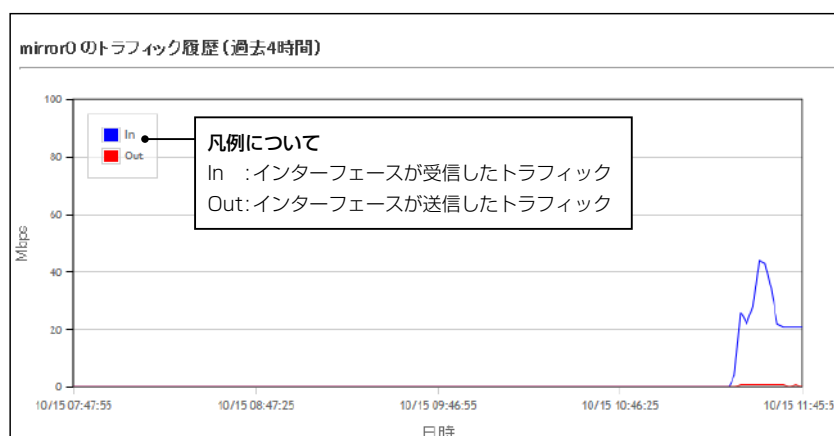 mirror0 のトラフィック履歴(過去4時間)
100
In
Out
凡例について
In :インターフェースが受信したトラフィック
Out:インターフェースが送信したトラフィック
80
60
Mbps
40
20
0
10/15 07:47:55
10/15 08:47:25
10/15 09:46:55
10/15 10:46:25
10/15 11:45:5
日時